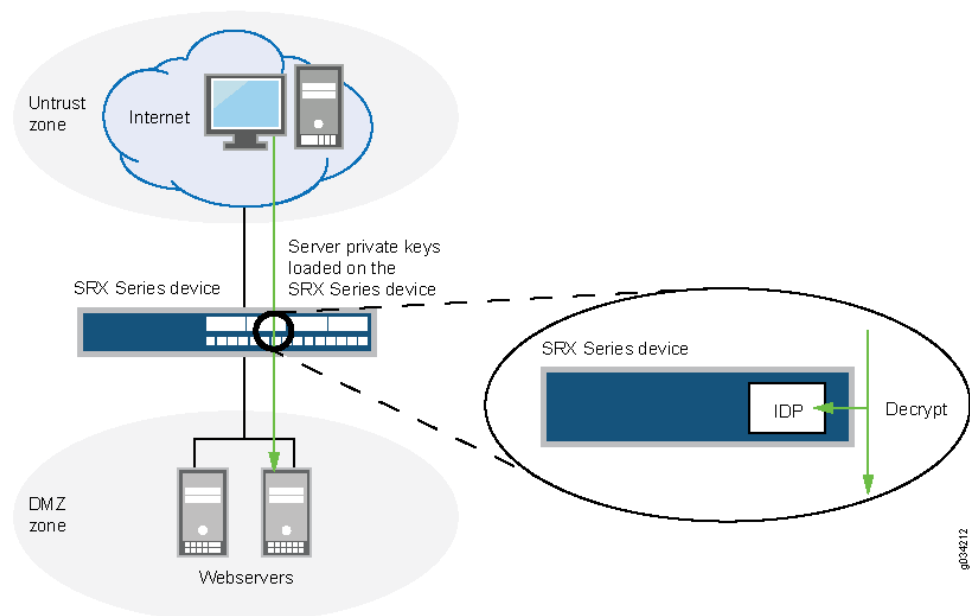 Untrust
zone
Internet
Server private keys
loaded on the
SRX Series device
SRX Series device
SRX Series device
IDP
Decrypt
DMZ
zone
Webservers
g034212